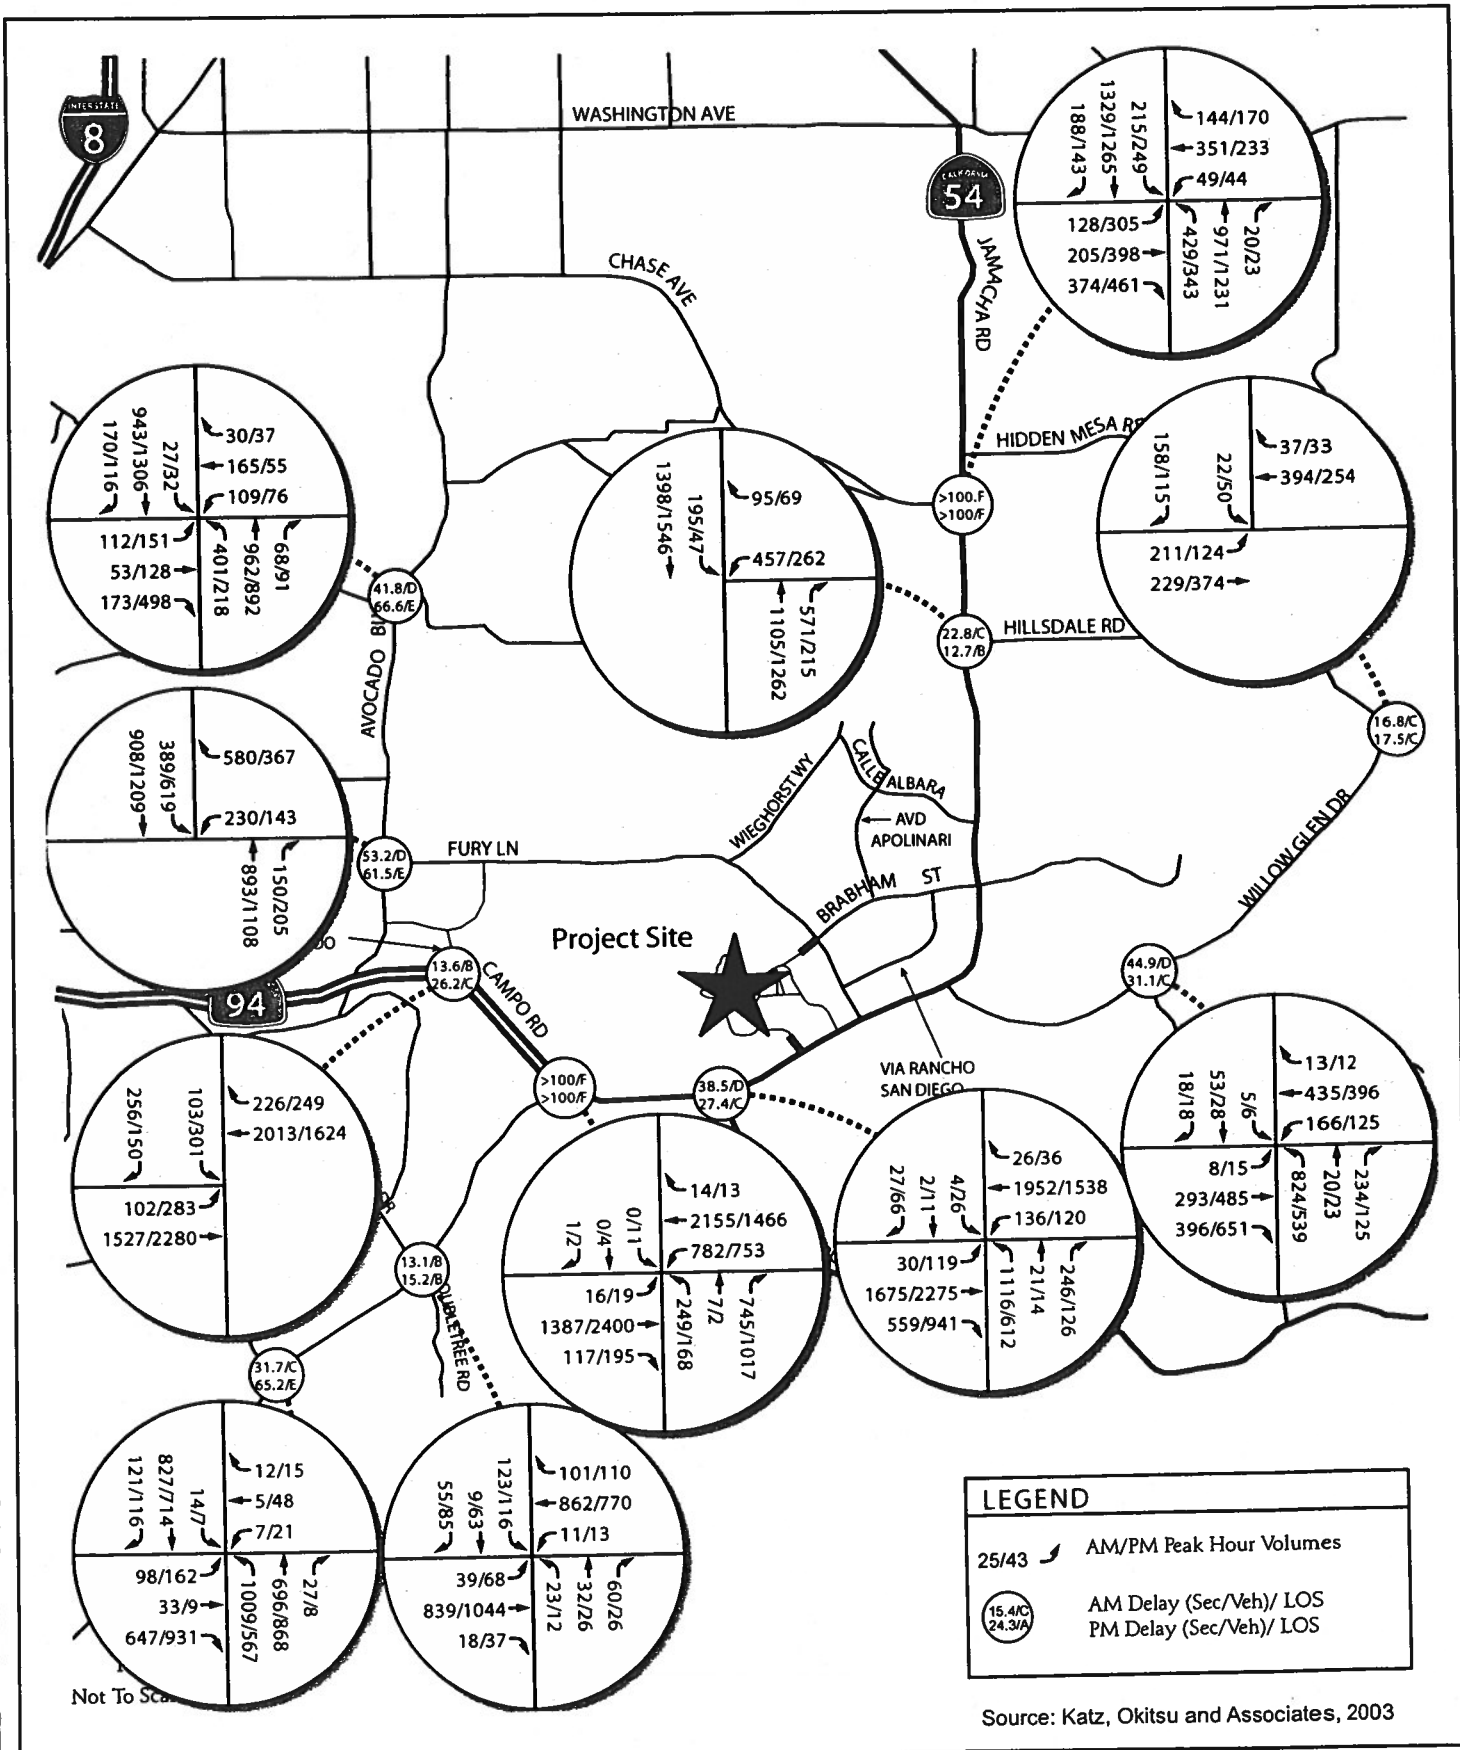 INTERSTATE
8
WASHINGTON AVE
CALIFORNIA
54
JAMACHA RD
CHASE AVE
188/143
1329/1265
215/249
144/170
351/233
49/44
128/305
205/398
374/461
429/343
971/1231
20/23
HIDDEN MESA
>100.F
>100/F
170/116
943/1306
27/32
30/37
165/55
109/76
112/151
53/128
173/498
401/218
962/892
68/91
41.8/D
66.6/E
1398/1546
195/47
95/69
457/262
1105/1262
571/215
22.8/C
12.7/B
HILLSDALE RD
158/115
22/50
37/33
394/254
211/124
229/374
16.8/C
17.5/C
AVOCADO
908/1209
389/619
580/367
230/143
893/1108
150/205
53.2/D
61.5/E
FURY LN
WIEGHORST WY
CALLE ALBARA
AVD
APOLINARI
BRABHAM ST
WILLOW GLEN DR
Project Site
13.6/B
26.2/C
CAMPO RD
94
44.9/D
31.1/C
VIA RANCHO
SAN DIEGO
>100/F
>100/F
38.5/D
27.4/C
256/150
103/301
226/249
2013/1624
102/283
1527/2280
18/18
53/28
5/6
13/12
435/396
166/125
8/15
293/485
396/651
824/539
20/23
234/125
27/66
2/11
4/26
26/36
1952/1538
136/120
30/119
1675/2275
559/941
1116/612
21/14
246/126
1/2
0/4
0/11
14/13
2155/1466
782/753
16/19
1387/2400
117/195
249/168
7/2
745/1017
13.1/B
15.2/B
OUBLETREE RD
31.7/C
65.2/E
121/116
827/714
14/7
12/15
5/48
7/21
98/162
33/9
647/931
1009/567
696/868
27/8
55/85
9/63
123/116
101/110
862/770
11/13
39/68
839/1044
18/37
23/12
32/26
60/26
Not To Sca
LEGEND
25/43 AM/PM Peak Hour Volumes
15.4/C AM Delay (Sec/Veh)/ LOS
24.3/A PM Delay (Sec/Veh)/ LOS
Source: Katz, Okitsu and Associates, 2003